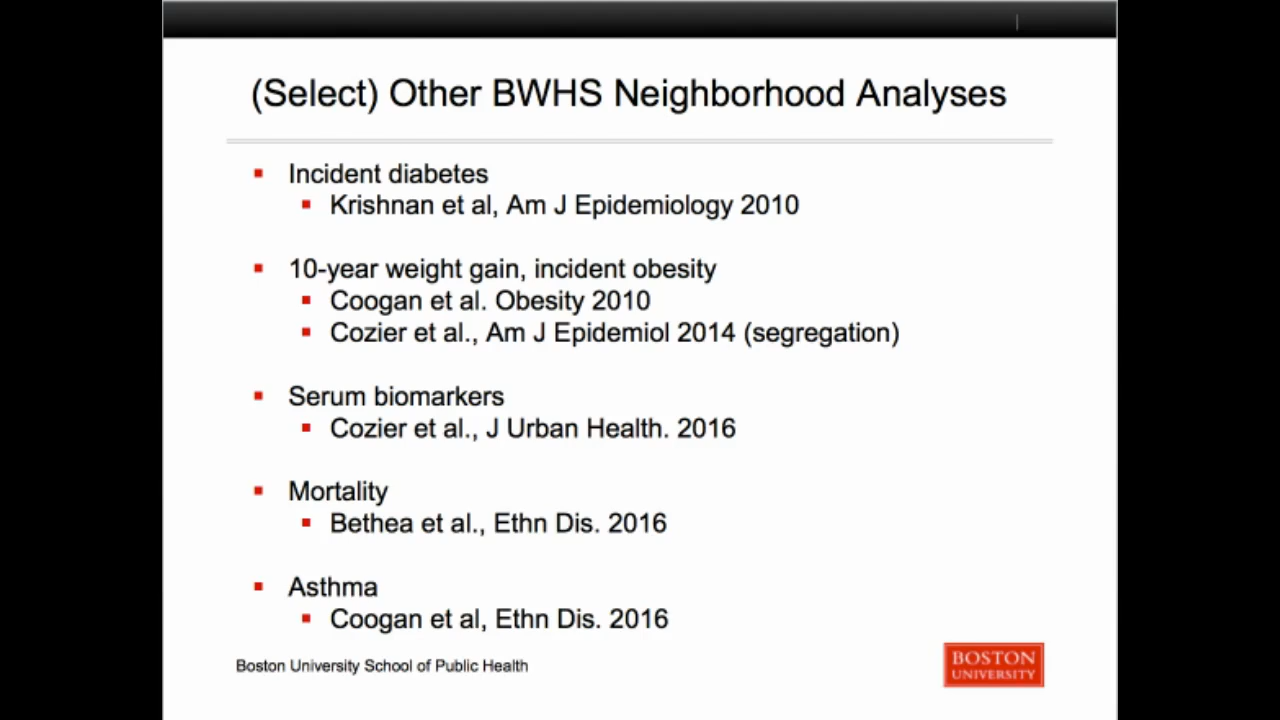 (Select) Other BWHS Neighborhood Analyses
Incident diabetes
Krishnan et al, Am J Epidemiology 2010
10-year weight gain, incident obesity
Coogan et al. Obesity 2010
Cozier et al., Am J Epidemiol 2014 (segregation)
Serum biomarkers
Cozier et al., J Urban Health. 2016
Mortality
Bethea et al., Ethn Dis. 2016
Asthma
Coogan et al, Ethn Dis. 2016
Boston University School of Public Health
BOSTON
UNIVERSITY